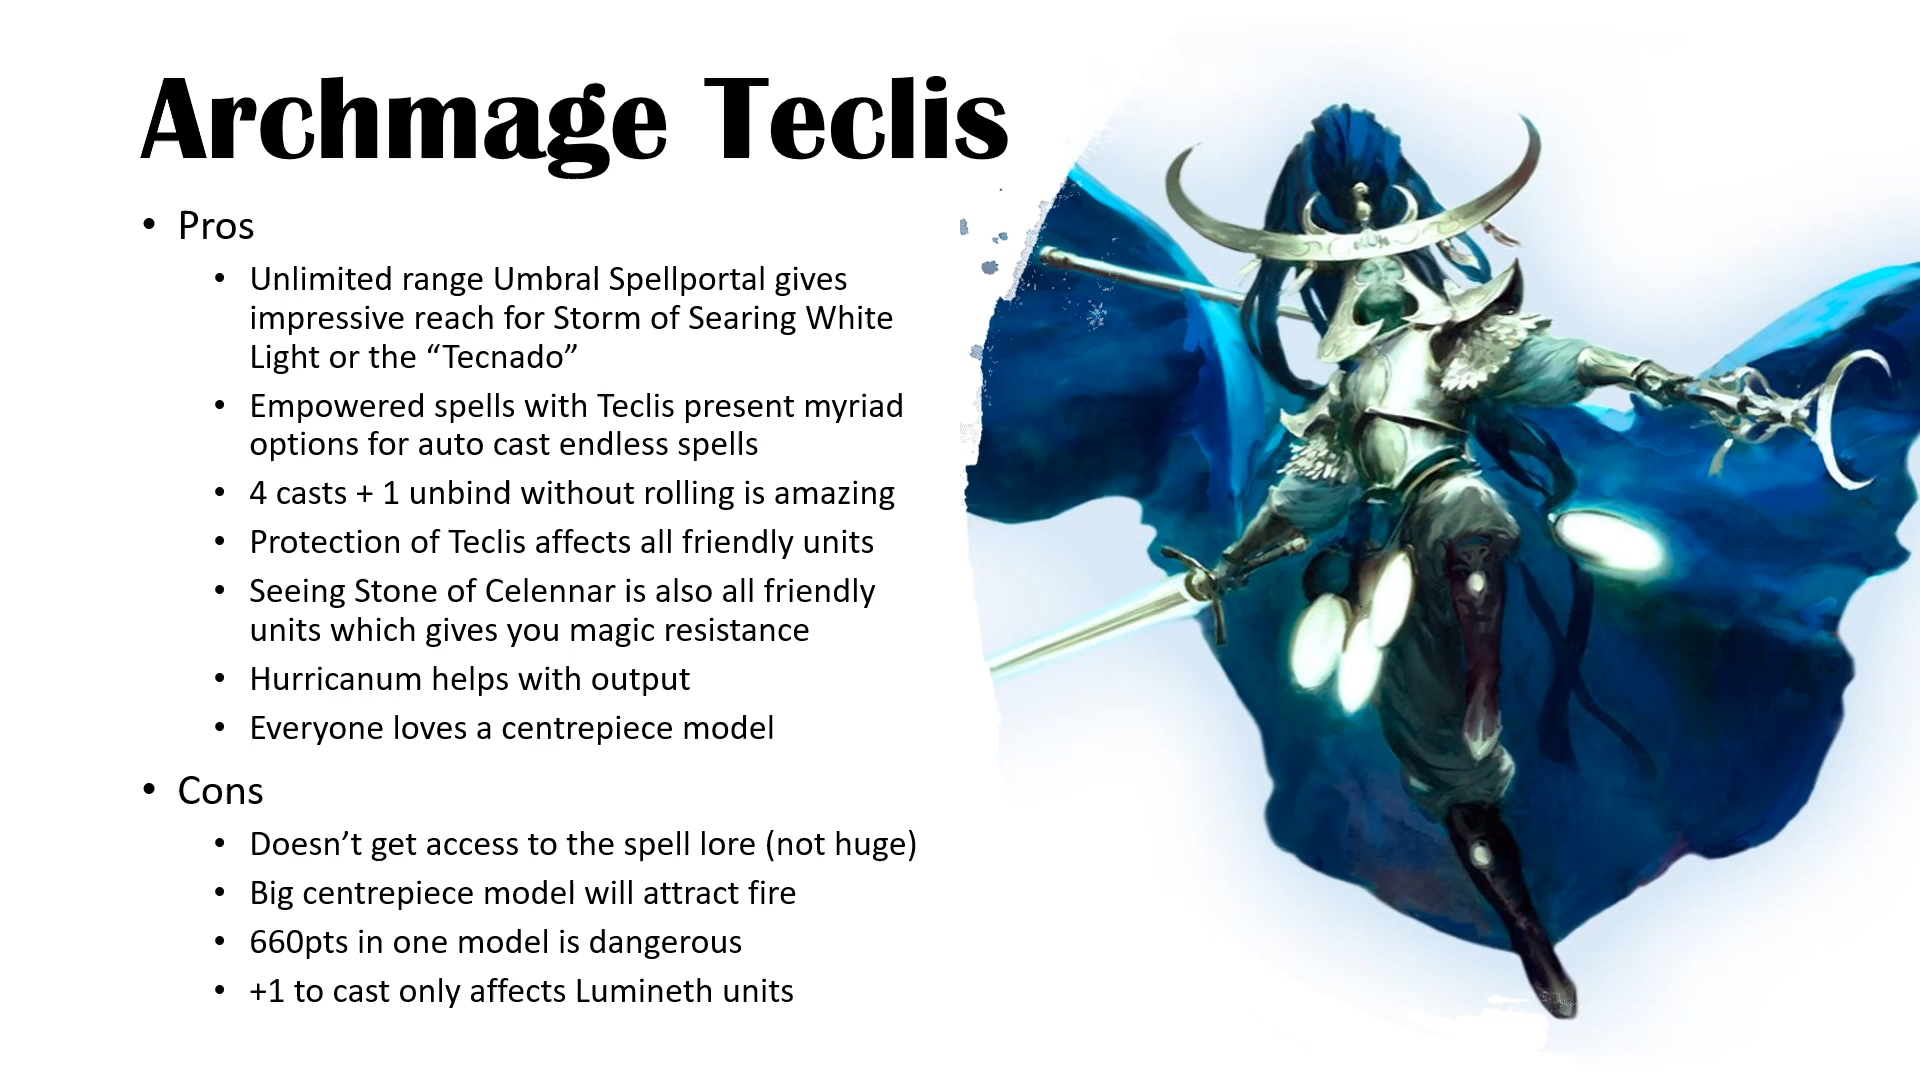 Archmage Teclis
• Pros
• Unlimited range Umbral Spellportal gives
impressive reach for Storm of Searing White
Light or the “Tecnado”
• Empowered spells with Teclis present myriad
options for auto cast endless spells
• 4 casts + 1 unbind without rolling is amazing
• Protection of Teclis affects all friendly units
• Seeing Stone of Celennar is also all friendly
units which gives you magic resistance
• Hurricanum helps with output
• Everyone loves a centrepiece model
• Cons
• Doesn’t get access to the spell lore (not huge)
• Big centrepiece model will attract fire
• 660pts in one model is dangerous
• +1 to cast only affects Lumineth units